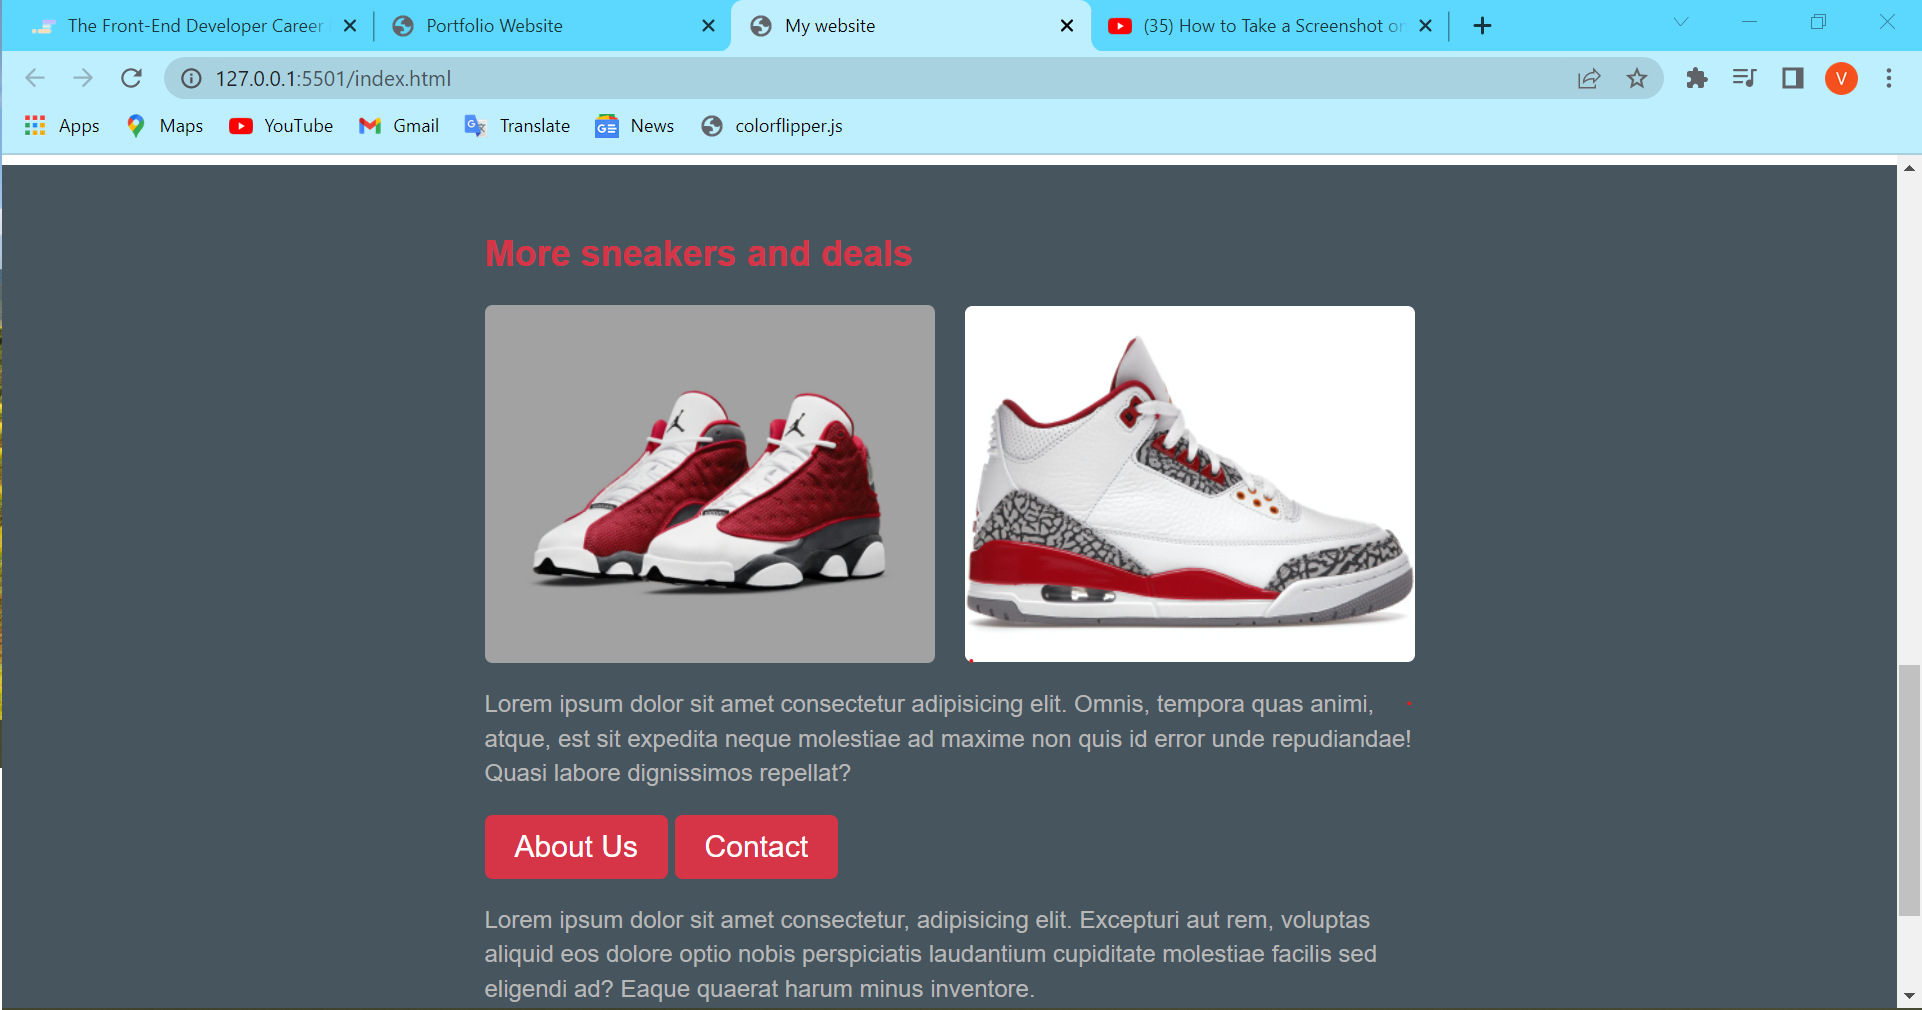 The Front-End Developer Career
Portfolio Website
My website
(35) How to Take a Screenshot on
127.0.0.1:5501/index.html
V
Apps
Maps
YouTube
Gmail
Translate
News
colorflipper.js
More sneakers and deals
Lorem ipsum dolor sit amet consectetur adipisicing elit. Omnis, tempora quas animi,
atque, est sit expedita neque molestiae ad maxime non quis id error unde repudiandae!
Quasi labore dignissimos repellat?
About Us
Contact
Lorem ipsum dolor sit amet consectetur, adipisicing elit. Excepturi aut rem, voluptas
aliquid eos dolore optio nobis perspiciatis laudantium cupiditate molestiae facilis sed
eligendi ad? Eaque quaerat harum minus inventore.